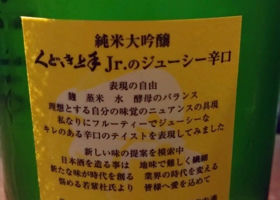 純米大吟醸
くどき上手 Jr.のジューシー辛口
表現の自由
麹 蒸米 水 酵母のバランス
理想とする自分の味覚のニュアンスの具現
私なりにフルーティーでジューシーな
キレのある辛口のテイストを表現してみました
新しい味の提案を模索中
日本酒を造る事は 地味で難しく繊細
新たな味が時代を創る 業界の時代を変える
悩める若輩杜氏より 皆様へ愛を込めて